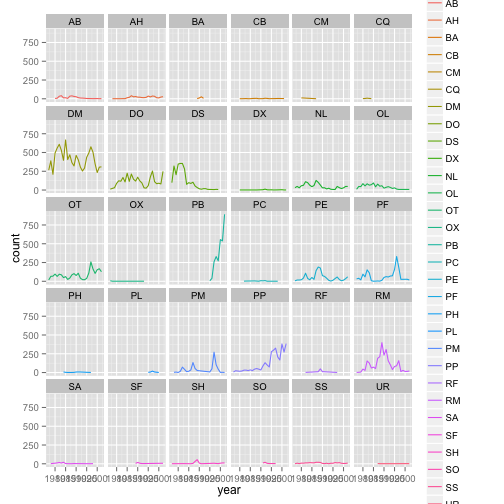 AB AH BA CB CM CQ
750
500
250
0
DM DO DS DX NL OL
750
500
250
0
OT OX PB PC PE PF
750
500
250
0
PH PL PM PP RF RM
750
500
250
0
SA SF SH SO SS UR
750
500
250
0
count
year
AB
AH
BA
CB
CM
CQ
DM
DO
DS
DX
NL
OL
OT
OX
PB
PC
PE
PF
PH
PL
PM
PP
RF
RM
SA
SF
SH
SO
SS
UR